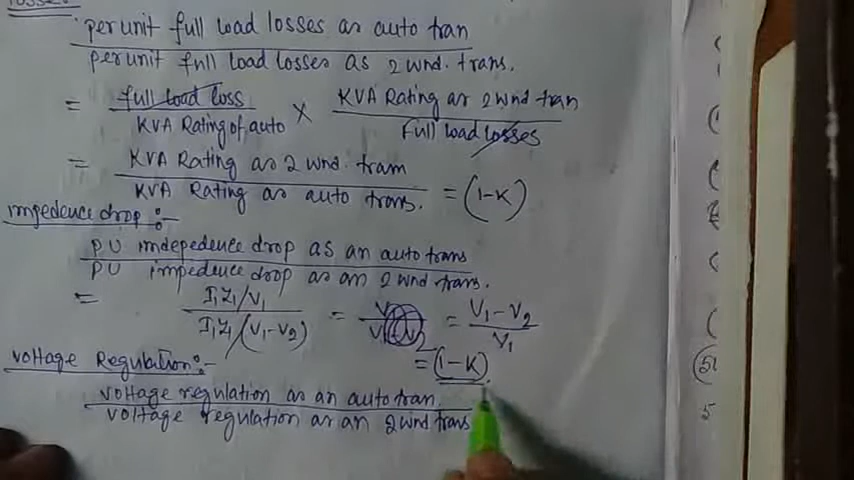 losses
per unit full load losses as auto tran
per unit full load losses as 2 wnd. trans.
= full load loss / KVA Rating of auto × KVA Rating as 2 wnd tran / full load losses
= KVA Rating as 2 wnd. tram / KVA Rating as auto trans. = (1-K)
impedence drop :-
PU indepedence drop as an auto trans
PU impedence drop as an 2 wnd trans.
= I₁Z₁/V₁ / I₁Z₁/(V₁-V₂) = = V₁-V₂ / V₁
= (1-K).
voltage Regulation :-
voltage regulation as an auto tran.
voltage regulation as an 2 wnd trans